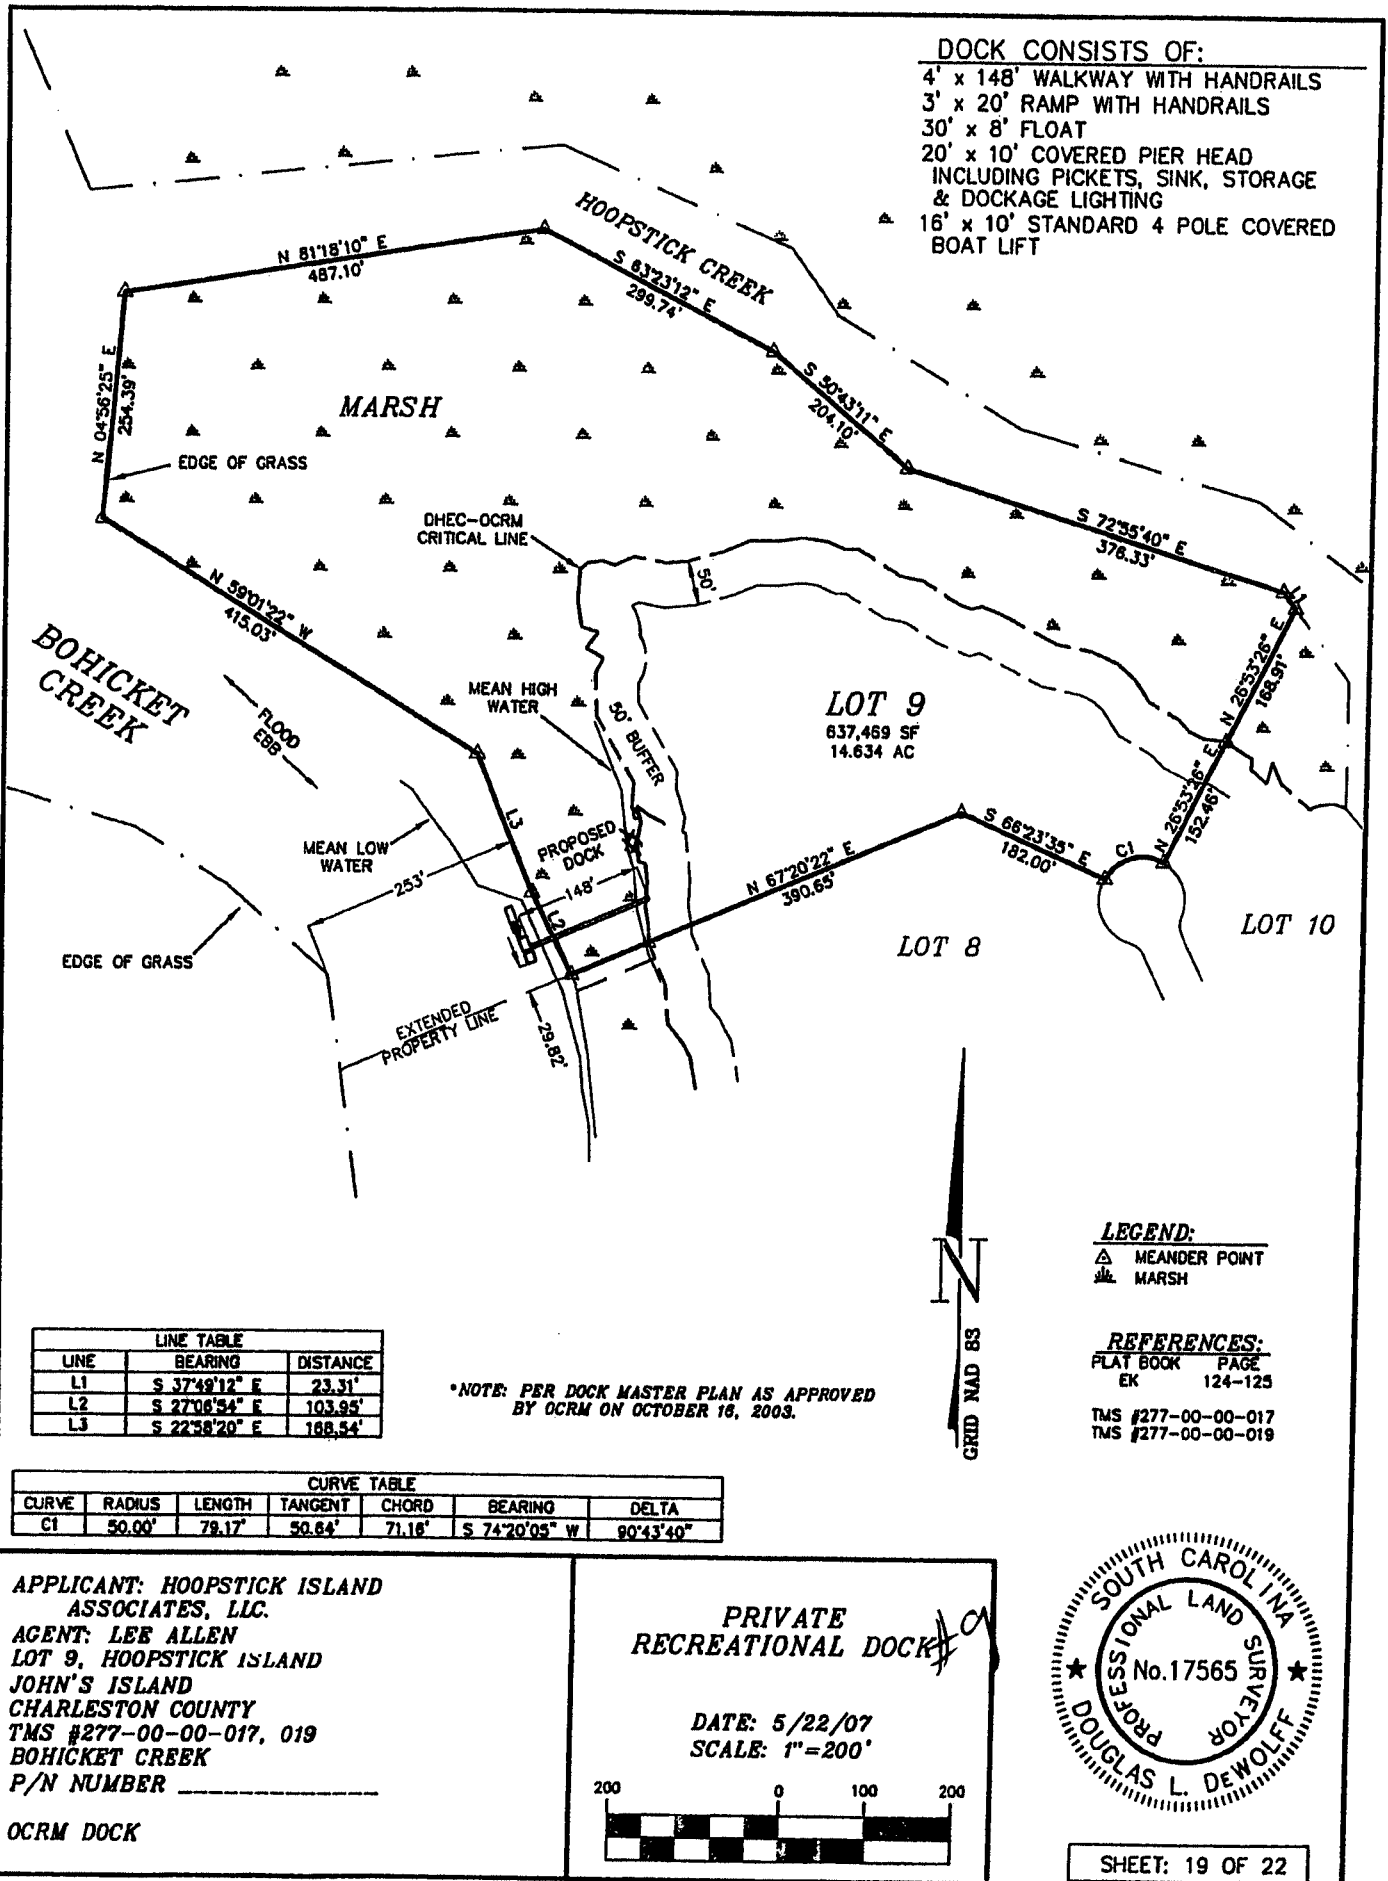 DOCK CONSISTS OF:
4' x 148' WALKWAY WITH HANDRAILS
3' x 20' RAMP WITH HANDRAILS
30' x 8' FLOAT
20' x 10' COVERED PIER HEAD
INCLUDING PICKETS, SINK, STORAGE
& DOCKAGE LIGHTING
16' x 10' STANDARD 4 POLE COVERED
BOAT LIFT
HOOPSTICK CREEK
N 81°18'10" E
487.10'
S 63°23'12" E
299.74'
S 50°43'11" E
204.10'
N 04°56'25" E
254.39'
MARSH
EDGE OF GRASS
DHEC-OCRM
CRITICAL LINE
S 72°55'40" E
376.33'
L1
50'
N 59°01'22" W
415.03'
BOHICKET
CREEK
FLOOD
EBB
MEAN HIGH
WATER
50' BUFFER
LOT 9
637,469 SF
14.634 AC
N 26°53'26" E
168.91'
N 26°53'26" E
152.46'
L3
PROPOSED
DOCK
MEAN LOW
WATER
253'
148'
L2
N 67°20'22" E
390.65'
S 66°23'35" E
182.00'
C1
LOT 8
LOT 10
EDGE OF GRASS
EXTENDED
PROPERTY LINE
29.82'
N
GRID NAD 83
LEGEND:
MEANDER POINT
MARSH
REFERENCES:
PLAT BOOK PAGE
EK 124-125
TMS #277-00-00-017
TMS #277-00-00-019
LINE TABLE
LINE BEARING DISTANCE
L1 S 37°49'12" E 23.31'
L2 S 27°06'54" E 103.95'
L3 S 22°58'20" E 168.54'
*NOTE: PER DOCK MASTER PLAN AS APPROVED
BY OCRM ON OCTOBER 16, 2003.
CURVE TABLE
CURVE RADIUS LENGTH TANGENT CHORD BEARING DELTA
C1 50.00' 79.17' 50.64' 71.16' S 74°20'05" W 90°43'40"
APPLICANT: HOOPSTICK ISLAND
ASSOCIATES, LLC.
AGENT: LEE ALLEN
LOT 9, HOOPSTICK ISLAND
JOHN'S ISLAND
CHARLESTON COUNTY
TMS #277-00-00-017, 019
BOHICKET CREEK
P/N NUMBER _______________
OCRM DOCK
PRIVATE
RECREATIONAL DOCK #9
DATE: 5/22/07
SCALE: 1"=200'
200 0 100 200
SOUTH CAROLINA
PROFESSIONAL LAND SURVEYOR
No.17565
DOUGLAS L. DeWOLFF
SHEET: 19 OF 22